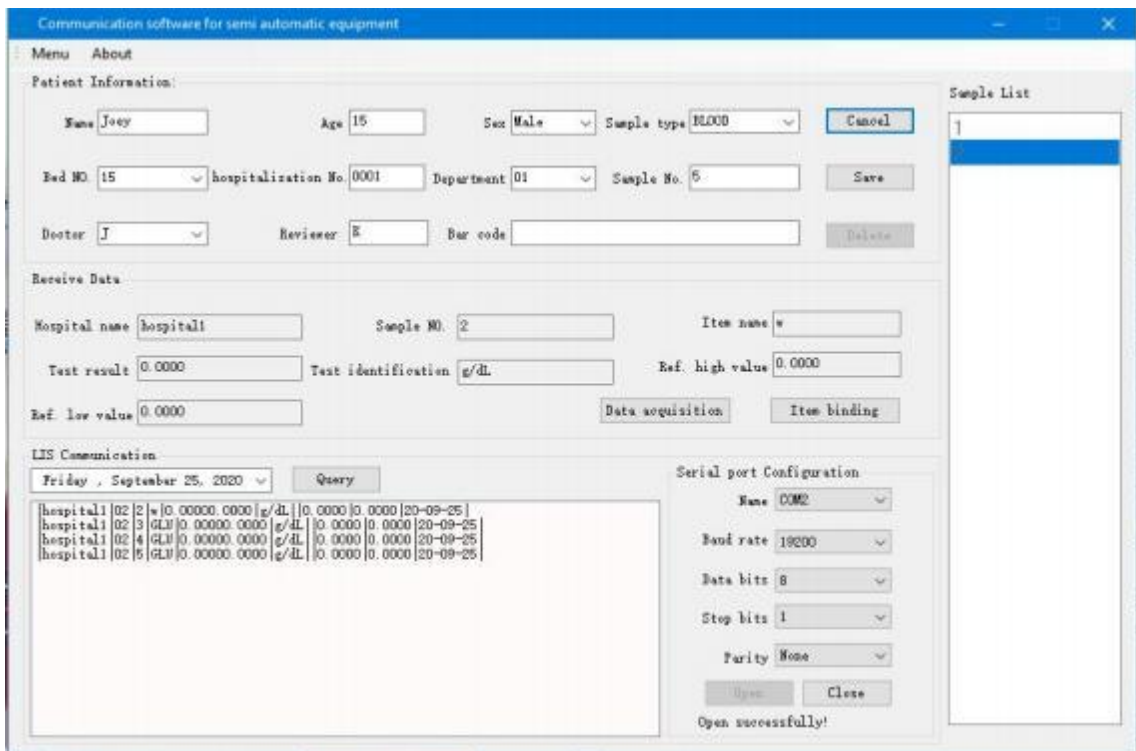 Communication software for semi automatic equipment
Menu About
Patient Information:
Name Joey Age 15 Sex Male Sample type BLOOD Cancel
Bed NO. 15 hospitalization No. 0001 Department 01 Sample No. 5 Save
Doctor J Reviewer K Bar code Delete
Sample List
1
Receive Data
Hospital name hospital1 Sample NO. 2 Item name w
Test result 0.0000 Test identification g/dL Ref. high value 0.0000
Ref. low value 0.0000 Data acquisition Item binding
LIS Communication
Friday , September 25, 2020 Query
|hospital1|02|2|w|0.00000.0000|g/dL||0.0000|0.0000|20-09-25|
|hospital1|02|3|GLU|0.00000.0000|g/dL||0.0000|0.0000|20-09-25|
|hospital1|02|4|GLU|0.00000.0000|g/dL||0.0000|0.0000|20-09-25|
|hospital1|02|5|GLU|0.00000.0000|g/dL||0.0000|0.0000|20-09-25|
Serial port Configuration
Name COM2
Baud rate 19200
Data bits 8
Stop bits 1
Parity None
Open Close
Open successfully!